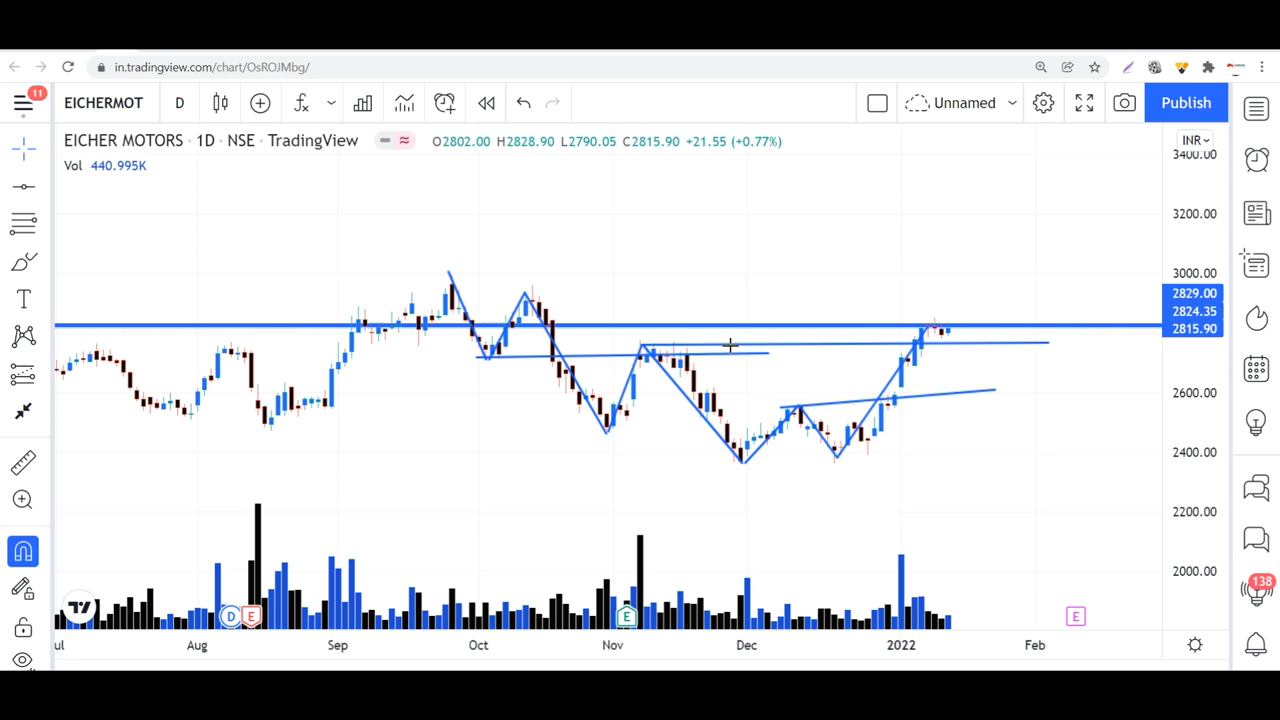 in.tradingview.com/chart/OsROJMbg/
11
EICHERMOT D Unnamed Publish
EICHER MOTORS · 1D · NSE · TradingView O2802.00 H2828.90 L2790.05 C2815.90 +21.55 (+0.77%)
INR
Vol 440.995K
3400.00
3200.00
3000.00
2829.00
2824.35
2815.90
2600.00
2400.00
2200.00
2000.00
138
D E E E
ul Aug Sep Oct Nov Dec 2022 Feb